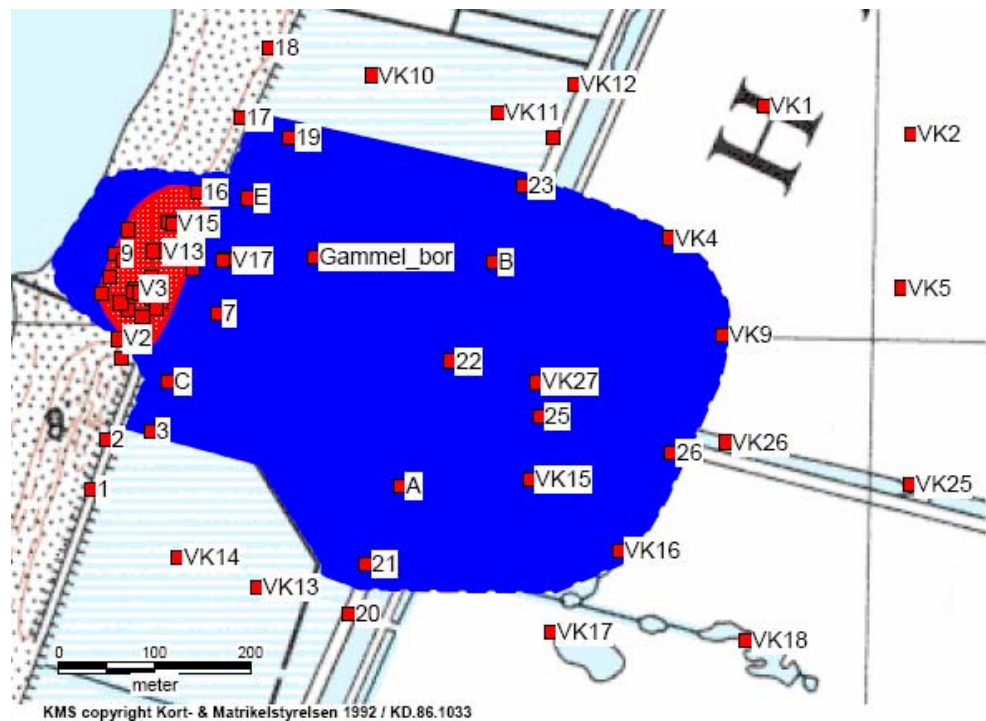 18
VK10
VK12
H
VK1
17
VK11
VK2
19
23
16
E
V15
VK4
9
V13
V17
Gammel_bor
B
V3
VK5
7
V2
VK9
22
C
VK27
25
3
2
VK26
26
1
A
VK15
VK25
VK16
VK14
21
VK13
20
VK17
VK18
0 100 200
meter
KMS copyright Kort- & Matrikelstyrelsen 1992 / KD.86.1033